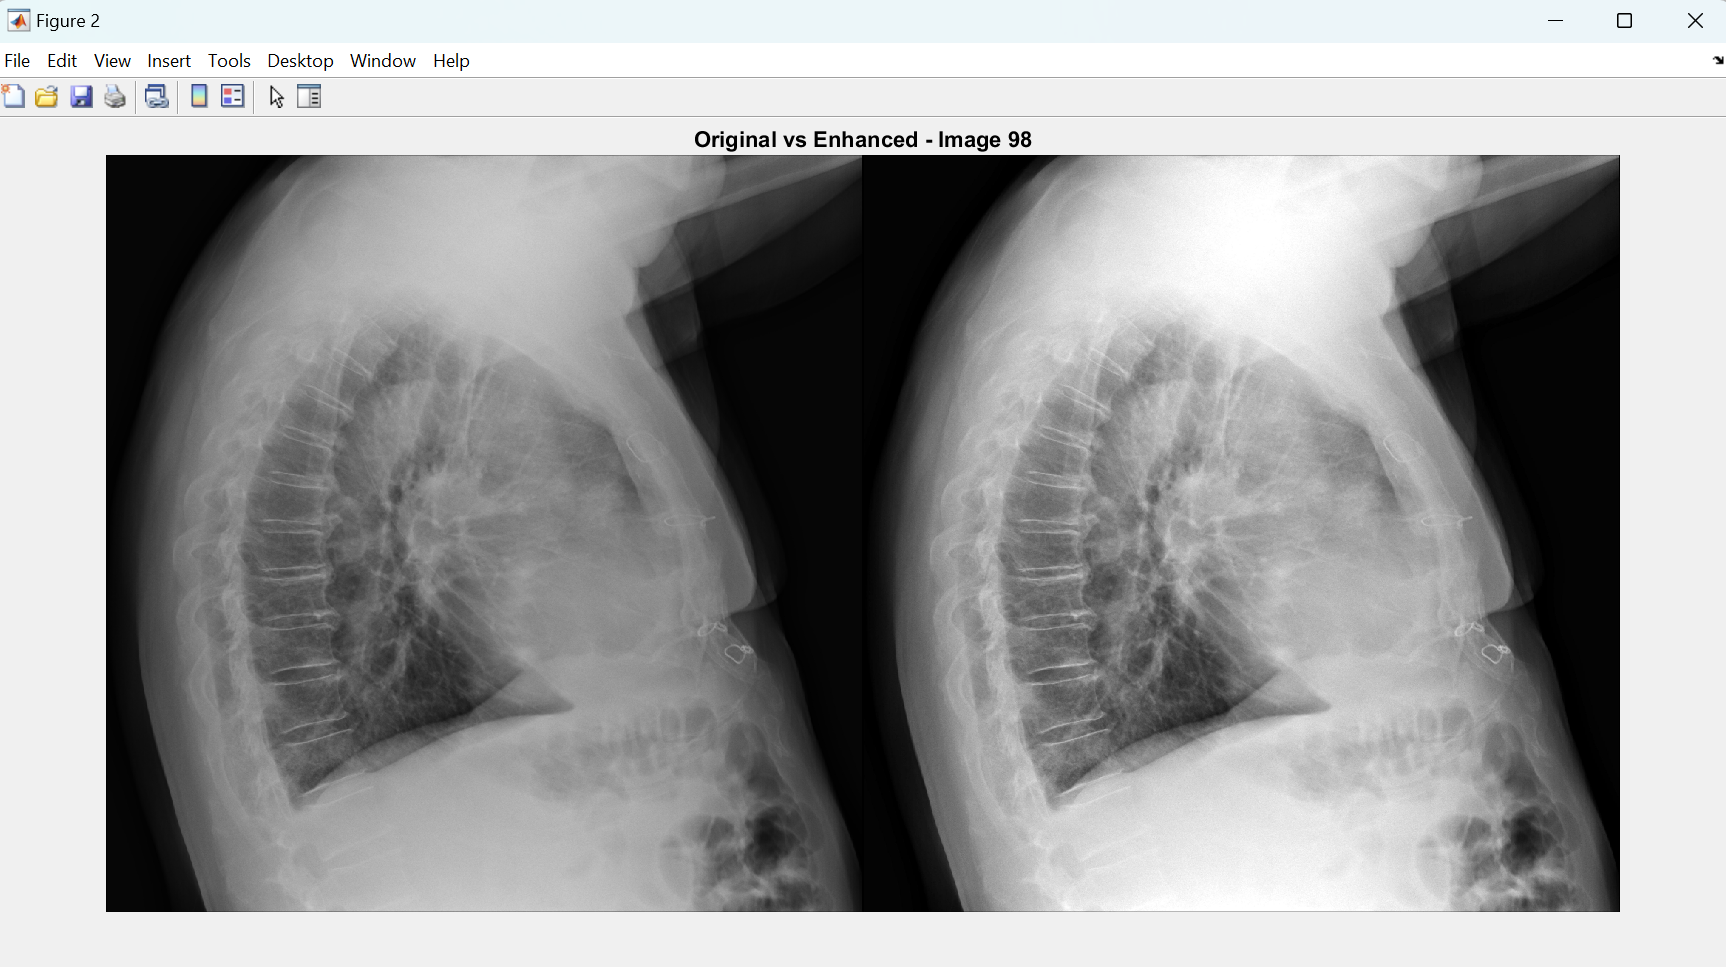 Figure 2
File Edit View Insert Tools Desktop Window Help
Original vs Enhanced - Image 98